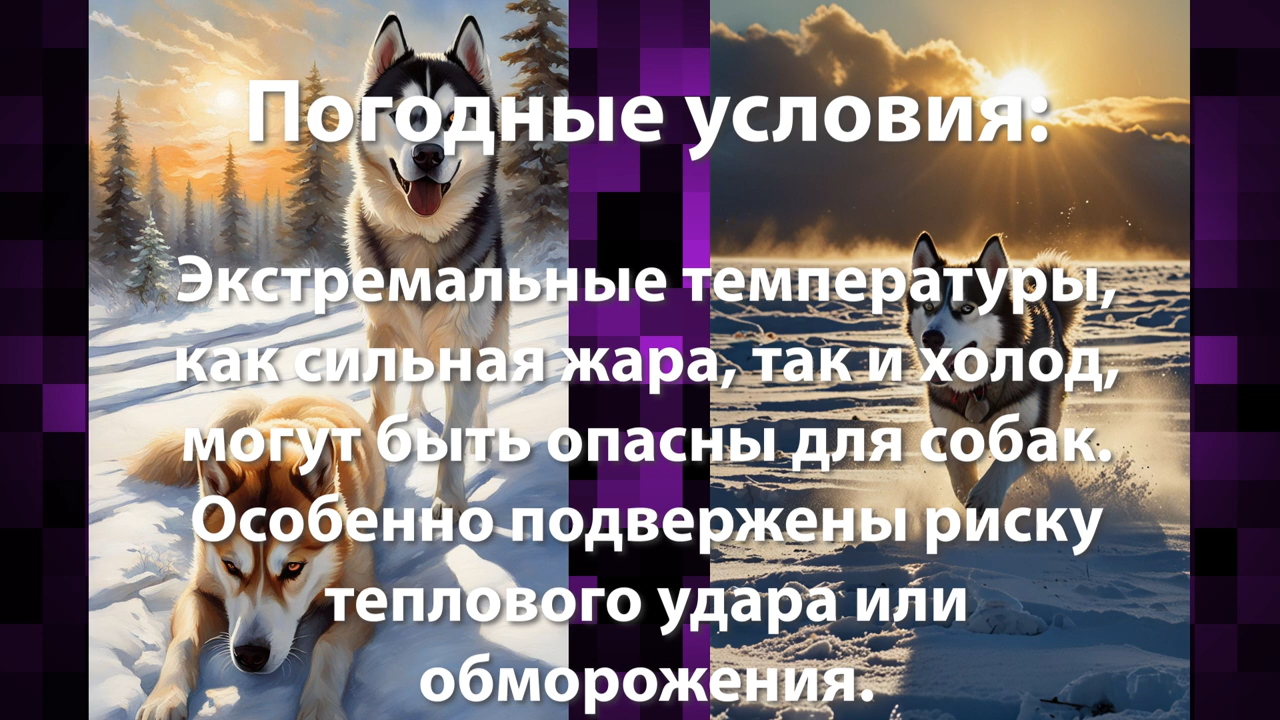 Погодные условия:
Экстремальные температуры,
как сильная жара, так и холод,
могут быть опасны для собак.
Особенно подвержены риску
теплового удара или
обморожения.